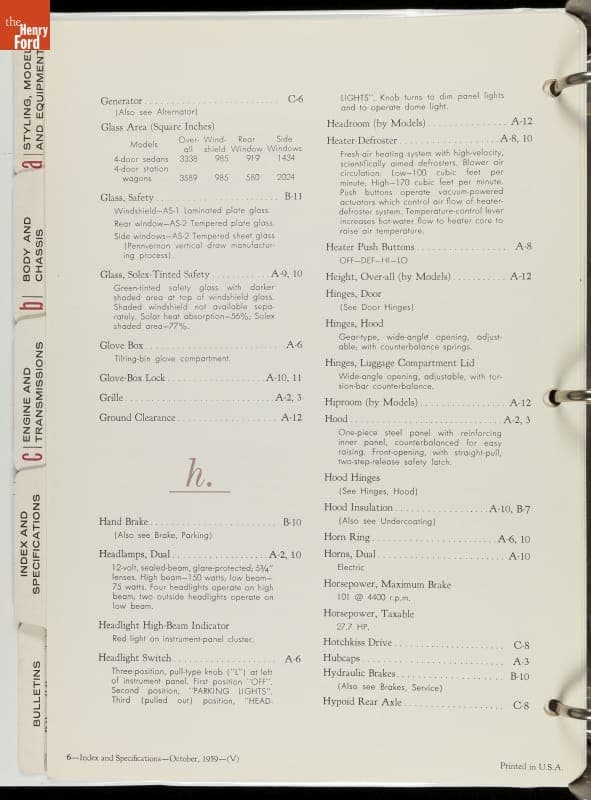 the
Henry
Ford
a STYLING, MODELS
AND EQUIPMENT
b BODY AND
CHASSIS
c ENGINE AND
TRANSMISSIONS
INDEX AND
SPECIFICATIONS
BULLETINS
Generator . . . . . . . . . . . . . . . . . . . . . . . . . . C-6
(Also see Alternator)
Glass Area (Square Inches)
Over- Wind- Rear Side
Models all shield Window Windows
4-door sedans 3338 985 919 1434
4-door station
wagons 3589 985 580 2024
Glass, Safety . . . . . . . . . . . . . . . . . . . . . . . B-11
Windshield—AS-1 Laminated plate glass.
Rear window—AS-2 Tempered plate glass.
Side windows—AS-2 Tempered sheet glass
(Pennvernon vertical draw manufactur-
ing process).
Glass, Solex-Tinted Safety . . . . . . . . . . . A-9, 10
Green-tinted safety glass with darker
shaded area at top of windshield glass.
Shaded windshield not available sepa-
rately. Solar heat absorption—56%; Solex
shaded area—77%.
Glove Box . . . . . . . . . . . . . . . . . . . . . . . . . . A-6
Tilting-bin glove compartment.
Glove-Box Lock . . . . . . . . . . . . . . . . . . A-10, 11
Grille . . . . . . . . . . . . . . . . . . . . . . . . . . . . A-2, 3
Ground Clearance . . . . . . . . . . . . . . . . . . . A-12
h.
Hand Brake . . . . . . . . . . . . . . . . . . . . . . . . B-10
(Also see Brake, Parking)
Headlamps, Dual . . . . . . . . . . . . . . . . . . A-2, 10
12-volt, sealed-beam, glare-protected; 5¾"
lenses. High beam—150 watts; low beam—
75 watts. Four headlights operate on high
beam; two outside headlights operate on
low beam.
Headlight High-Beam Indicator
Red light on instrument-panel cluster.
Headlight Switch . . . . . . . . . . . . . . . . . . . . A-6
Three-position, pull-type knob ("L") at left
of instrument panel. First position "OFF".
Second position, "PARKING LIGHTS".
Third (pulled out) position, "HEAD-
LIGHTS". Knob turns to dim panel lights
and to operate dome light.
Headroom (by Models) . . . . . . . . . . . . . . . A-12
Heater-Defroster . . . . . . . . . . . . . . . . . . . A-8, 10
Fresh-air heating system with high-velocity,
scientifically aimed defrosters. Blower air
circulation: Low—100 cubic feet per
minute; High—170 cubic feet per minute.
Push buttons operate vacuum-powered
actuators which control air flow of heater-
defroster system. Temperature-control lever
increases hot-water flow to heater core to
raise air temperature.
Heater Push Buttons . . . . . . . . . . . . . . . . . . A-8
OFF—DEF—HI—LO
Height, Over-all (by Models) . . . . . . . . . . A-12
Hinges, Door
(See Door Hinges)
Hinges, Hood
Gear-type, wide-angle opening, adjust-
able; with counterbalance springs.
Hinges, Luggage Compartment Lid
Wide-angle opening, adjustable, with tor-
sion-bar counterbalance.
Hiproom (by Models) . . . . . . . . . . . . . . . . A-12
Hood . . . . . . . . . . . . . . . . . . . . . . . . . . . . A-2, 3
One-piece steel panel with reinforcing
inner panel, counterbalanced for easy
raising. Front-opening, with straight-pull,
two-step-release safety latch.
Hood Hinges
(See Hinges, Hood)
Hood Insulation . . . . . . . . . . . . . . . . . . A-10, B-7
(Also see Undercoating)
Horn Ring . . . . . . . . . . . . . . . . . . . . . . . . A-6, 10
Horns, Dual . . . . . . . . . . . . . . . . . . . . . . . . A-10
Electric
Horsepower, Maximum Brake
101 @ 4400 r.p.m.
Horsepower, Taxable
27.7 HP.
Hotchkiss Drive . . . . . . . . . . . . . . . . . . . . . . C-8
Hubcaps . . . . . . . . . . . . . . . . . . . . . . . . . . . . A-3
Hydraulic Brakes . . . . . . . . . . . . . . . . . . . . B-10
(Also see Brakes, Service)
Hypoid Rear Axle . . . . . . . . . . . . . . . . . . . . C-8
6—Index and Specifications—October, 1959—(V)
Printed in U.S.A.